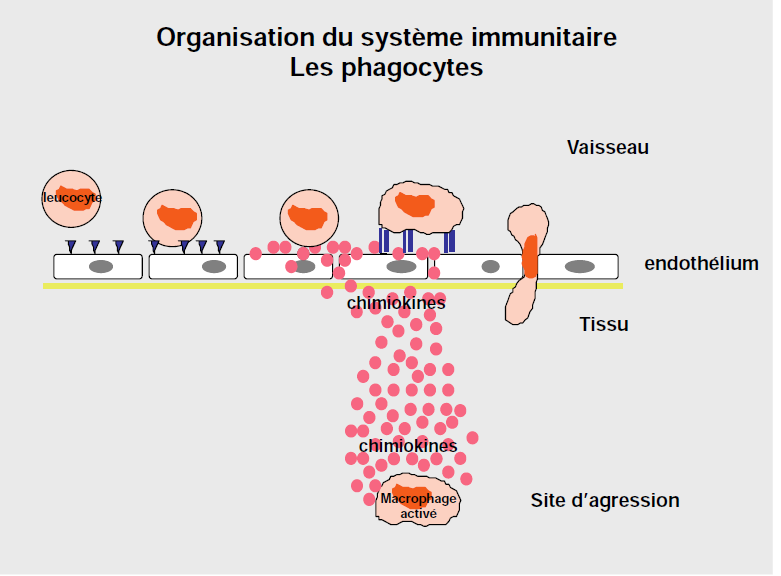 Organisation du système immunitaire
Les phagocytes
Vaisseau
leucocyte
endothélium
chimiokines
Tissu
chimiokines
Macrophage
activé
Site d’agression